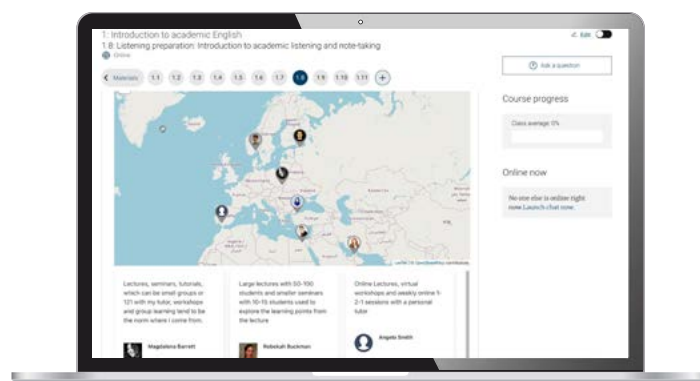 1: Introduction to academic English
1.8: Listening preparation: Introduction to academic listening and note-taking
Online
Edit
Materials 1.1 1.2 1.3 1.4 1.5 1.6 1.7 1.8 1.9 1.10 1.11 +
Ask a question
Course progress
Class average: 0%
Online now
No one else is online right
now. Launch chat now.
Lectures, seminars, tutorials,
which can be small groups or
121 with my tutor, workshops
and group learning tend to be
the norm where i come from.
Magdalena Barrett
Large lectures with 50-100
students and smaller seminars
with 10-15 students used to
explore the learning points from
the lecture
Rebekah Buckman
Online Lectures, virtual
workshops and weekly online 1-
2-1 sessions with a personal
tutor
Angela Smith